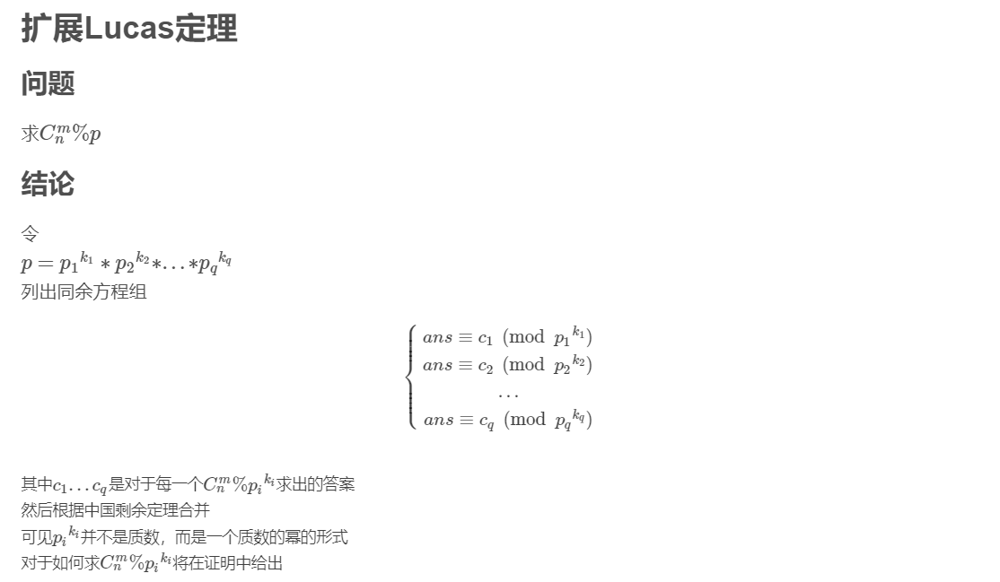 扩展Lucas定理
问题
求$C_n^m\%p$
结论
令
$p={p_1}^{k_1}*{p_2}^{k_2}*\ldots*{p_q}^{k_q}$
列出同余方程组
$ans\equiv c_1\pmod{{p_1}^{k_1}}$
$ans\equiv c_2\pmod{{p_2}^{k_2}}$
$\ldots$
$ans\equiv c_q\pmod{{p_q}^{k_q}}$
其中$c_1\ldots c_q$是对于每一个$C_n^m\%{p_i}^{k_i}$求出的答案
然后根据中国剩余定理合并
可见${p_i}^{k_i}$并不是质数，而是一个质数的幂的形式
对于如何求$C_n^m\%{p_i}^{k_i}$将在证明中给出